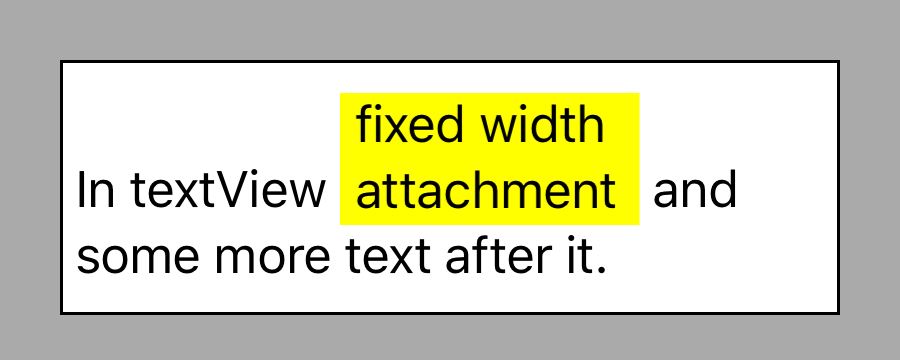 fixed width
In textView attachment and
some more text after it.